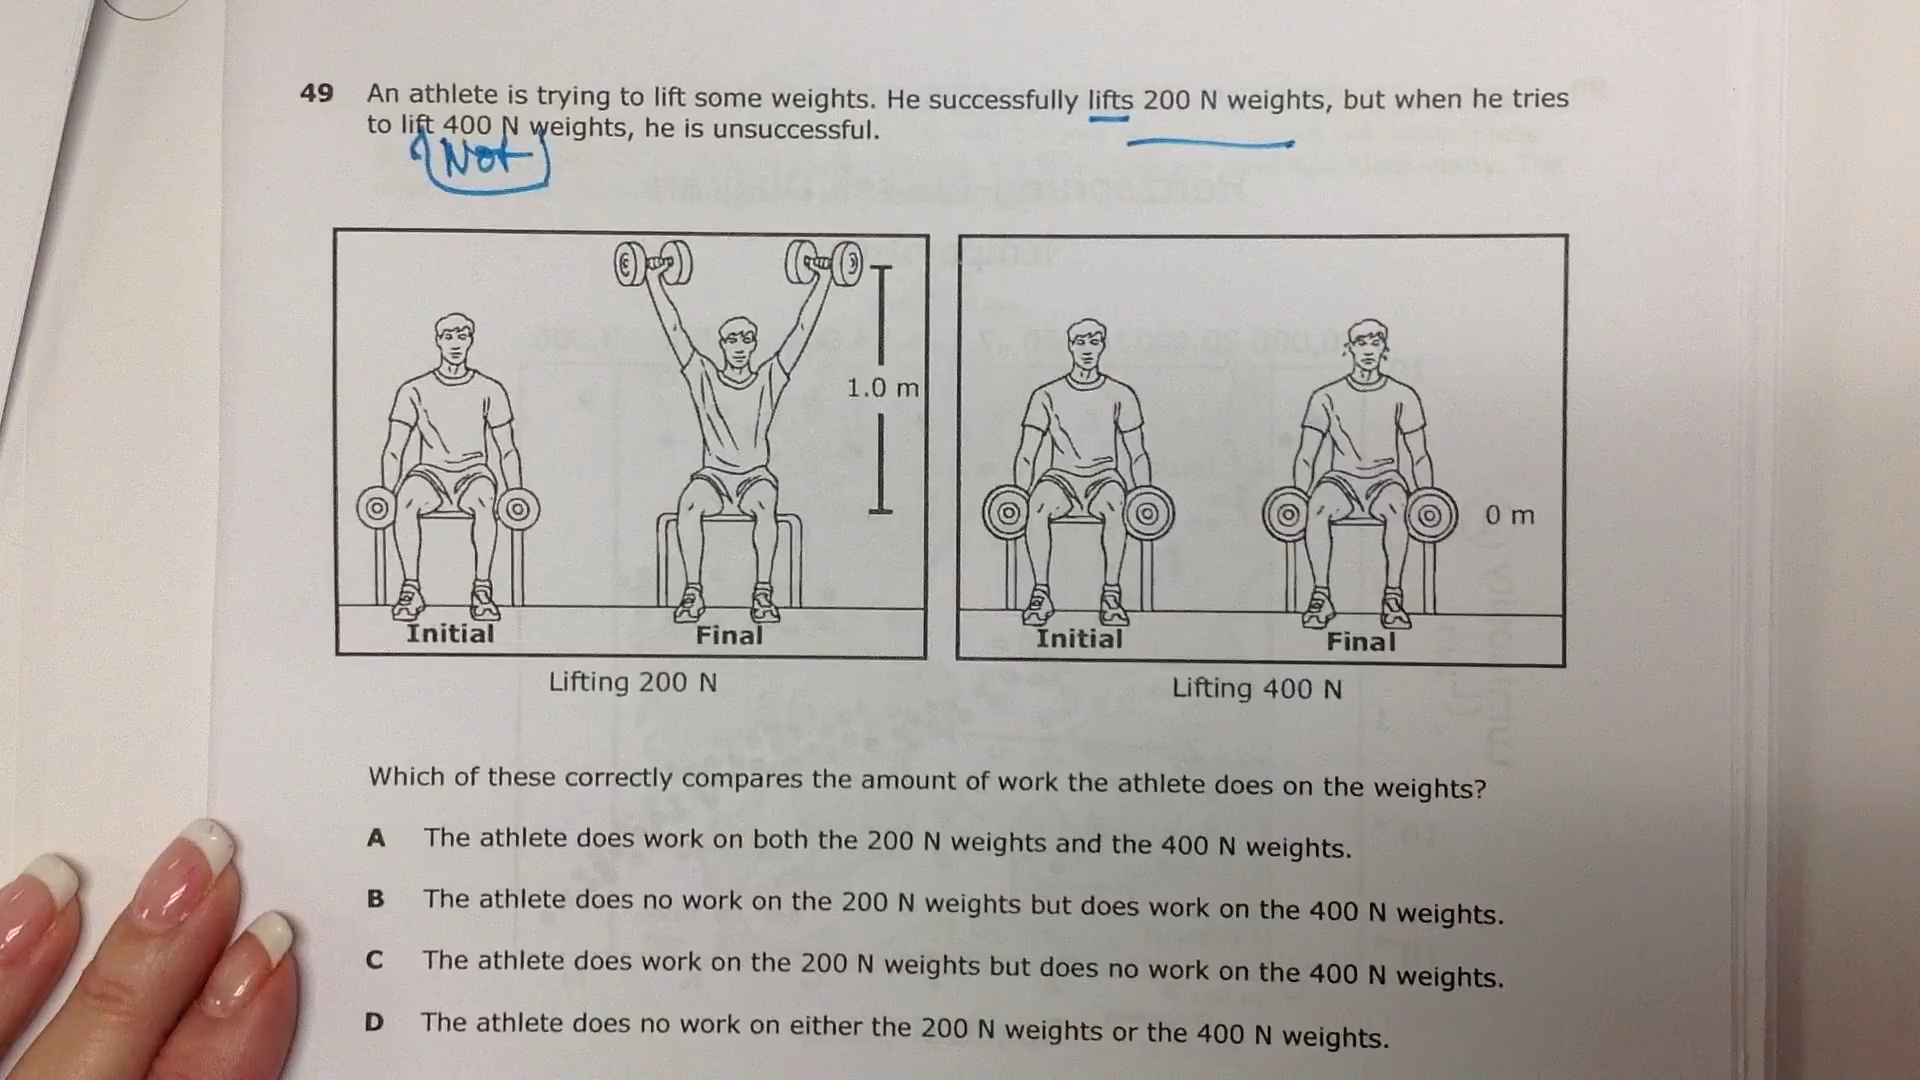 49 An athlete is trying to lift some weights. He successfully lifts 200 N weights, but when he tries
to lift 400 N weights, he is unsuccessful.
(Not)
1.0 m
0 m
Initial Final Initial Final
Lifting 200 N Lifting 400 N
Which of these correctly compares the amount of work the athlete does on the weights?
A The athlete does work on both the 200 N weights and the 400 N weights.
B The athlete does no work on the 200 N weights but does work on the 400 N weights.
C The athlete does work on the 200 N weights but does no work on the 400 N weights.
D The athlete does no work on either the 200 N weights or the 400 N weights.